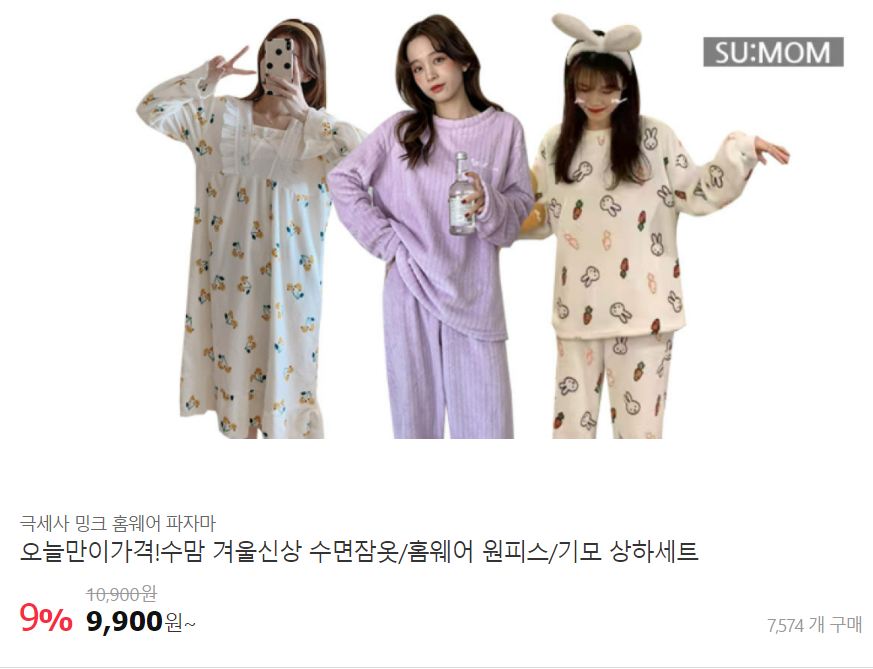 SU:MOM
극세사 밍크 홈웨어 파자마
오늘만이가격!수맘 겨울신상 수면잠옷/홈웨어 원피스/기모 상하세트
10,900원
9% 9,900원~
7,574 개 구매